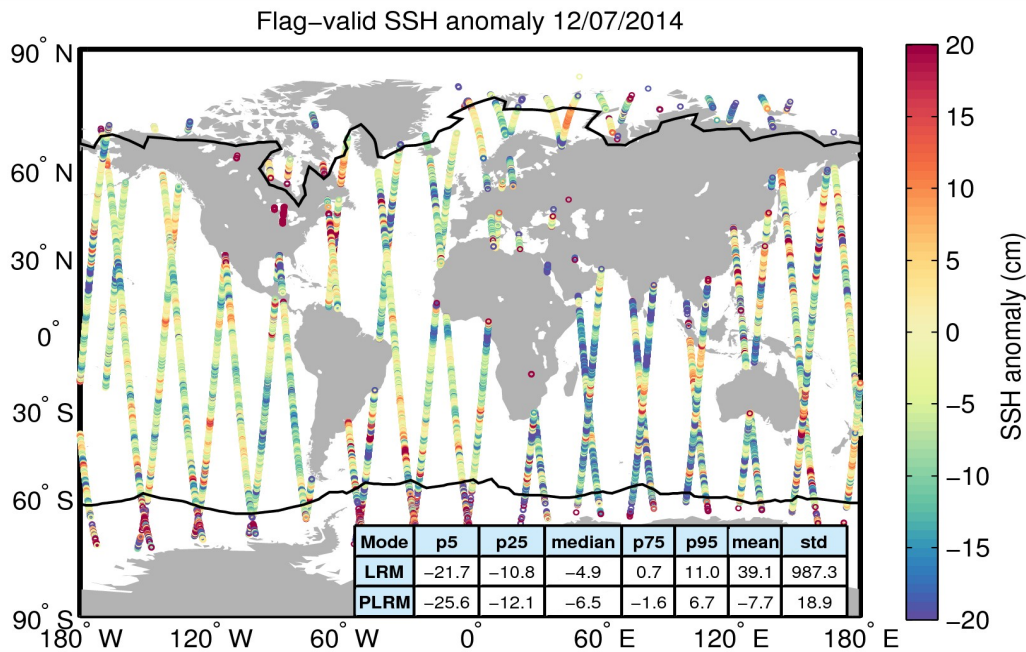 Flag−valid SSH anomaly 12/07/2014
90° N
60° N
30° N
0°
30° S
60° S
90° S
180° W
120° W
60° W
0°
60° E
120° E
180° E
Mode p5 p25 median p75 p95 mean std
LRM −21.7 −10.8 −4.9 0.7 11.0 39.1 987.3
PLRM −25.6 −12.1 −6.5 −1.6 6.7 −7.7 18.9
20
15
10
5
0
−5
−10
−15
−20
SSH anomaly (cm)